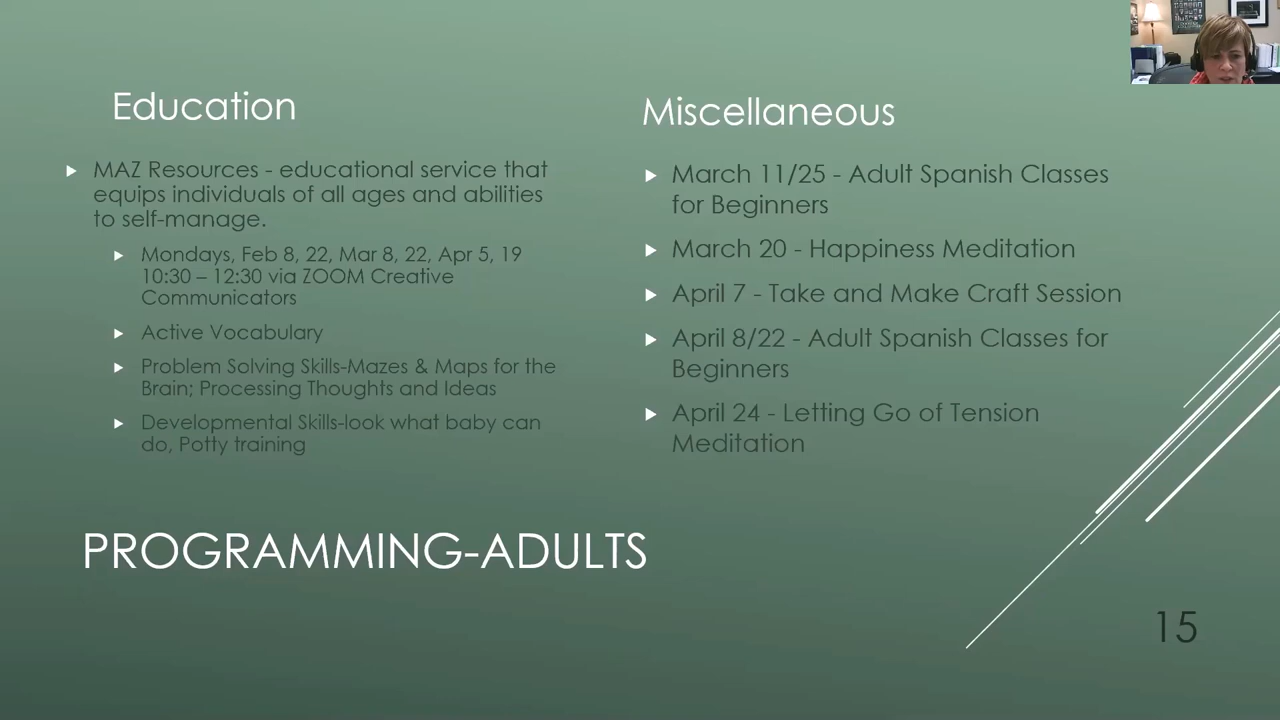 Education
MAZ Resources - educational service that
equips individuals of all ages and abilities
to self-manage.
Mondays, Feb 8, 22, Mar 8, 22, Apr 5, 19
10:30 – 12:30 via ZOOM Creative
Communicators
Active Vocabulary
Problem Solving Skills-Mazes & Maps for the
Brain; Processing Thoughts and Ideas
Developmental Skills-look what baby can
do, Potty training
Miscellaneous
March 11/25 - Adult Spanish Classes
for Beginners
March 20 - Happiness Meditation
April 7 - Take and Make Craft Session
April 8/22 - Adult Spanish Classes for
Beginners
April 24 - Letting Go of Tension
Meditation
PROGRAMMING-ADULTS
15